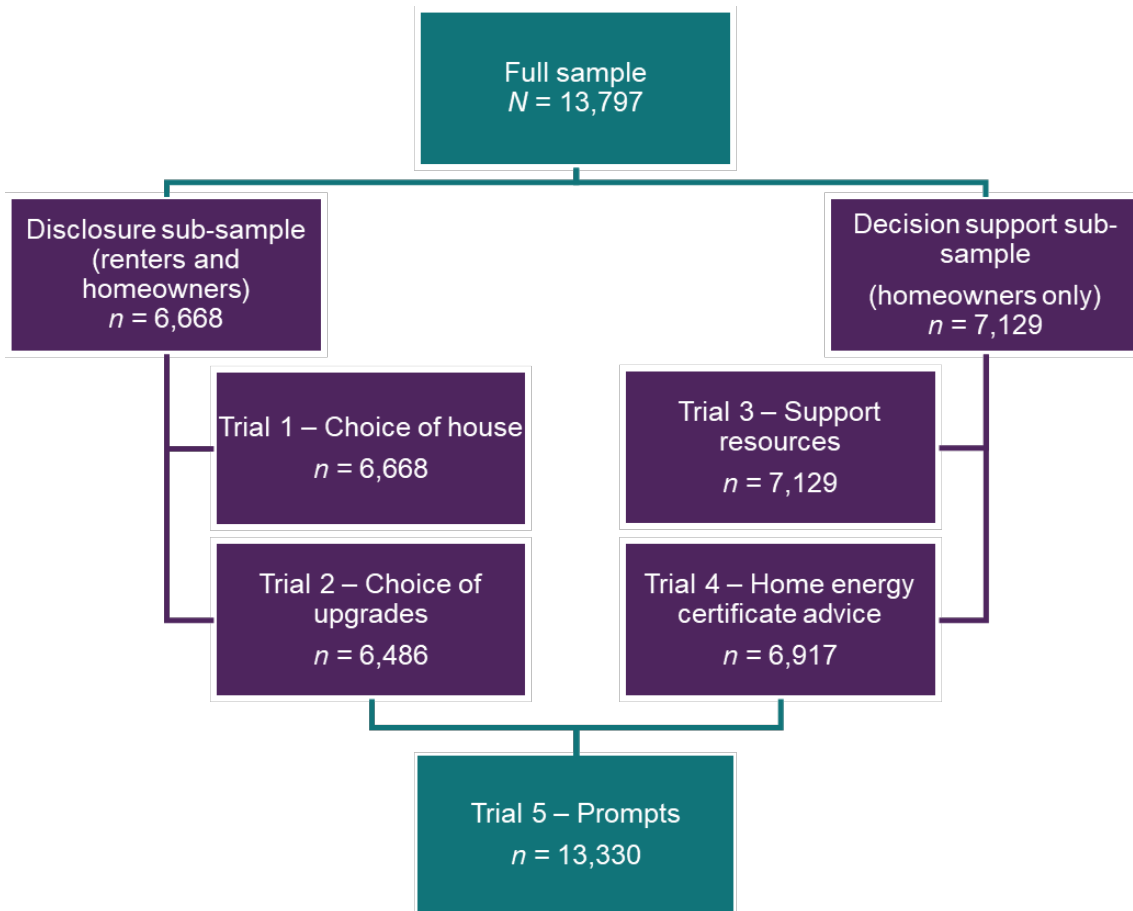 Full sample
N = 13,797
Disclosure sub-sample
(renters and
homeowners)
n = 6,668
Decision support sub-
sample
(homeowners only)
n = 7,129
Trial 1 – Choice of house
n = 6,668
Trial 3 – Support
resources
n = 7,129
Trial 2 – Choice of
upgrades
n = 6,486
Trial 4 – Home energy
certificate advice
n = 6,917
Trial 5 – Prompts
n = 13,330